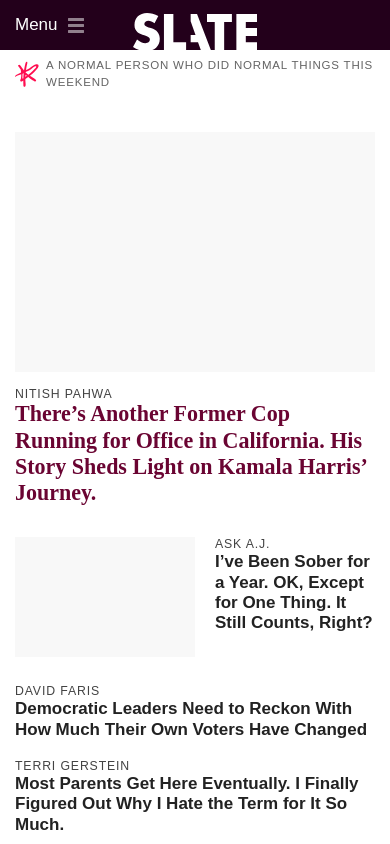 Menu
SLATE
A NORMAL PERSON WHO DID NORMAL THINGS THIS
WEEKEND
NITISH PAHWA
There’s Another Former Cop
Running for Office in California. His
Story Sheds Light on Kamala Harris’
Journey.
ASK A.J.
I’ve Been Sober for
a Year. OK, Except
for One Thing. It
Still Counts, Right?
DAVID FARIS
Democratic Leaders Need to Reckon With
How Much Their Own Voters Have Changed
TERRI GERSTEIN
Most Parents Get Here Eventually. I Finally
Figured Out Why I Hate the Term for It So
Much.